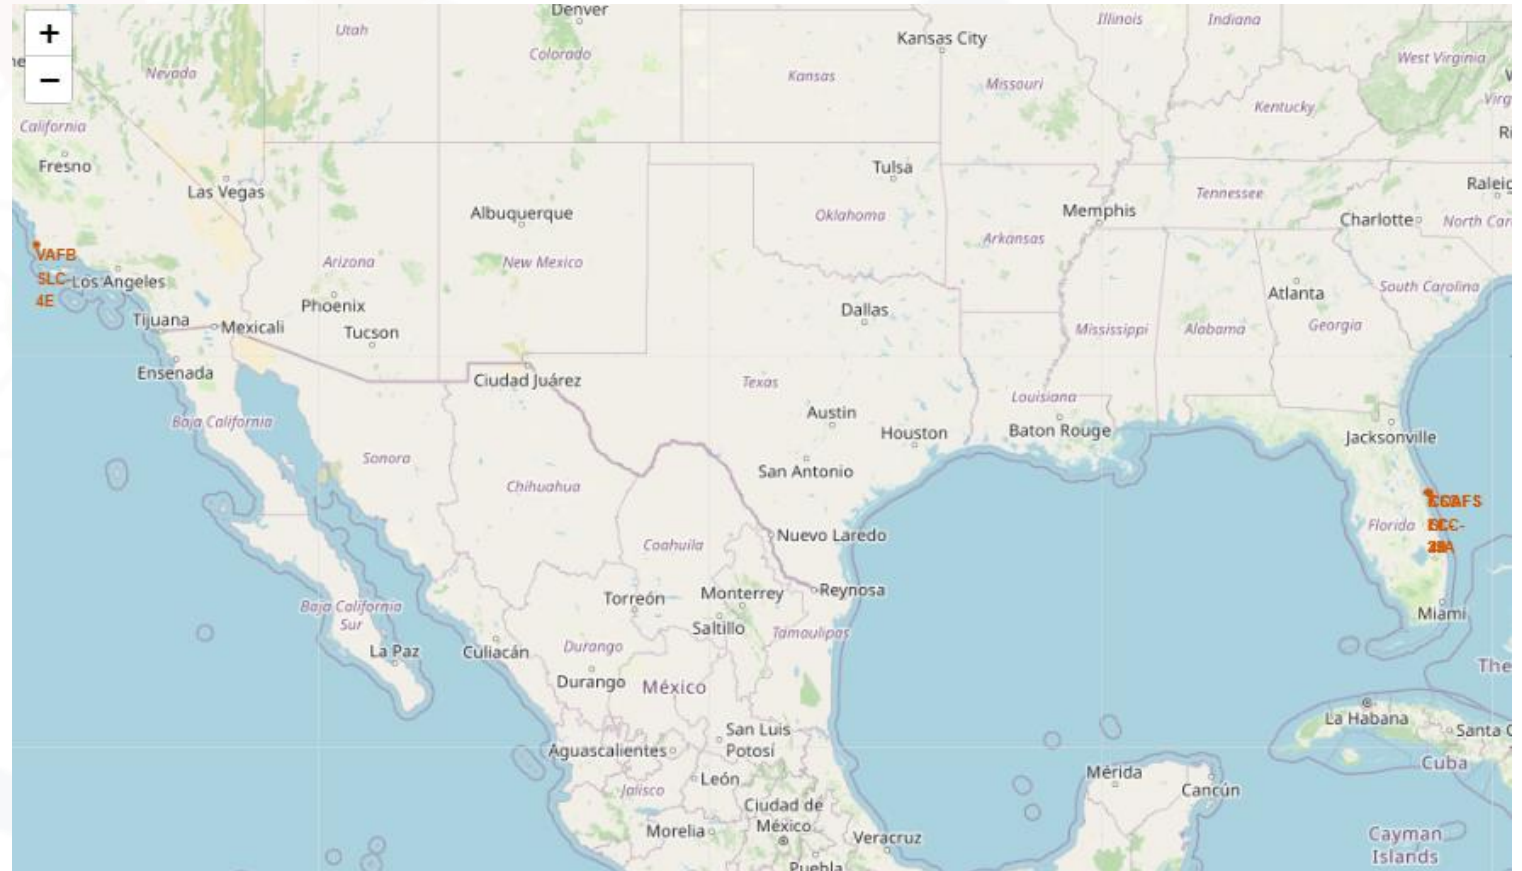 +
−
Denver
Utah
Colorado
Nevada
Kansas City
Kansas
Missouri
Illinois
Indiana
West Virginia
Kentucky
California
Fresno
Las Vegas
Albuquerque
Tulsa
Oklahoma
Tennessee
Memphis
Charlotte
Arkansas
Arizona
New Mexico
VAFB
SLC-
4E
Los Angeles
Phoenix
Tucson
Tijuana
Mexicali
Ensenada
Dallas
Atlanta
South Carolina
Mississippi
Alabama
Georgia
Ciudad Juárez
Texas
Louisiana
Austin
Houston
Baton Rouge
Jacksonville
Baja California
Sonora
Chihuahua
San Antonio
Florida
Coahuila
Nuevo Laredo
Torreón
Monterrey
Reynosa
Saltillo
Tamaulipas
Miami
Baja California
Sur
La Paz
Culiacán
Durango
Durango
México
The
La Habana
Cuba
Aguascalientes
San Luis
Potosí
León
Jalisco
Mérida
Cancún
Ciudad de
México
Morelia
Veracruz
Puebla
Cayman
Islands